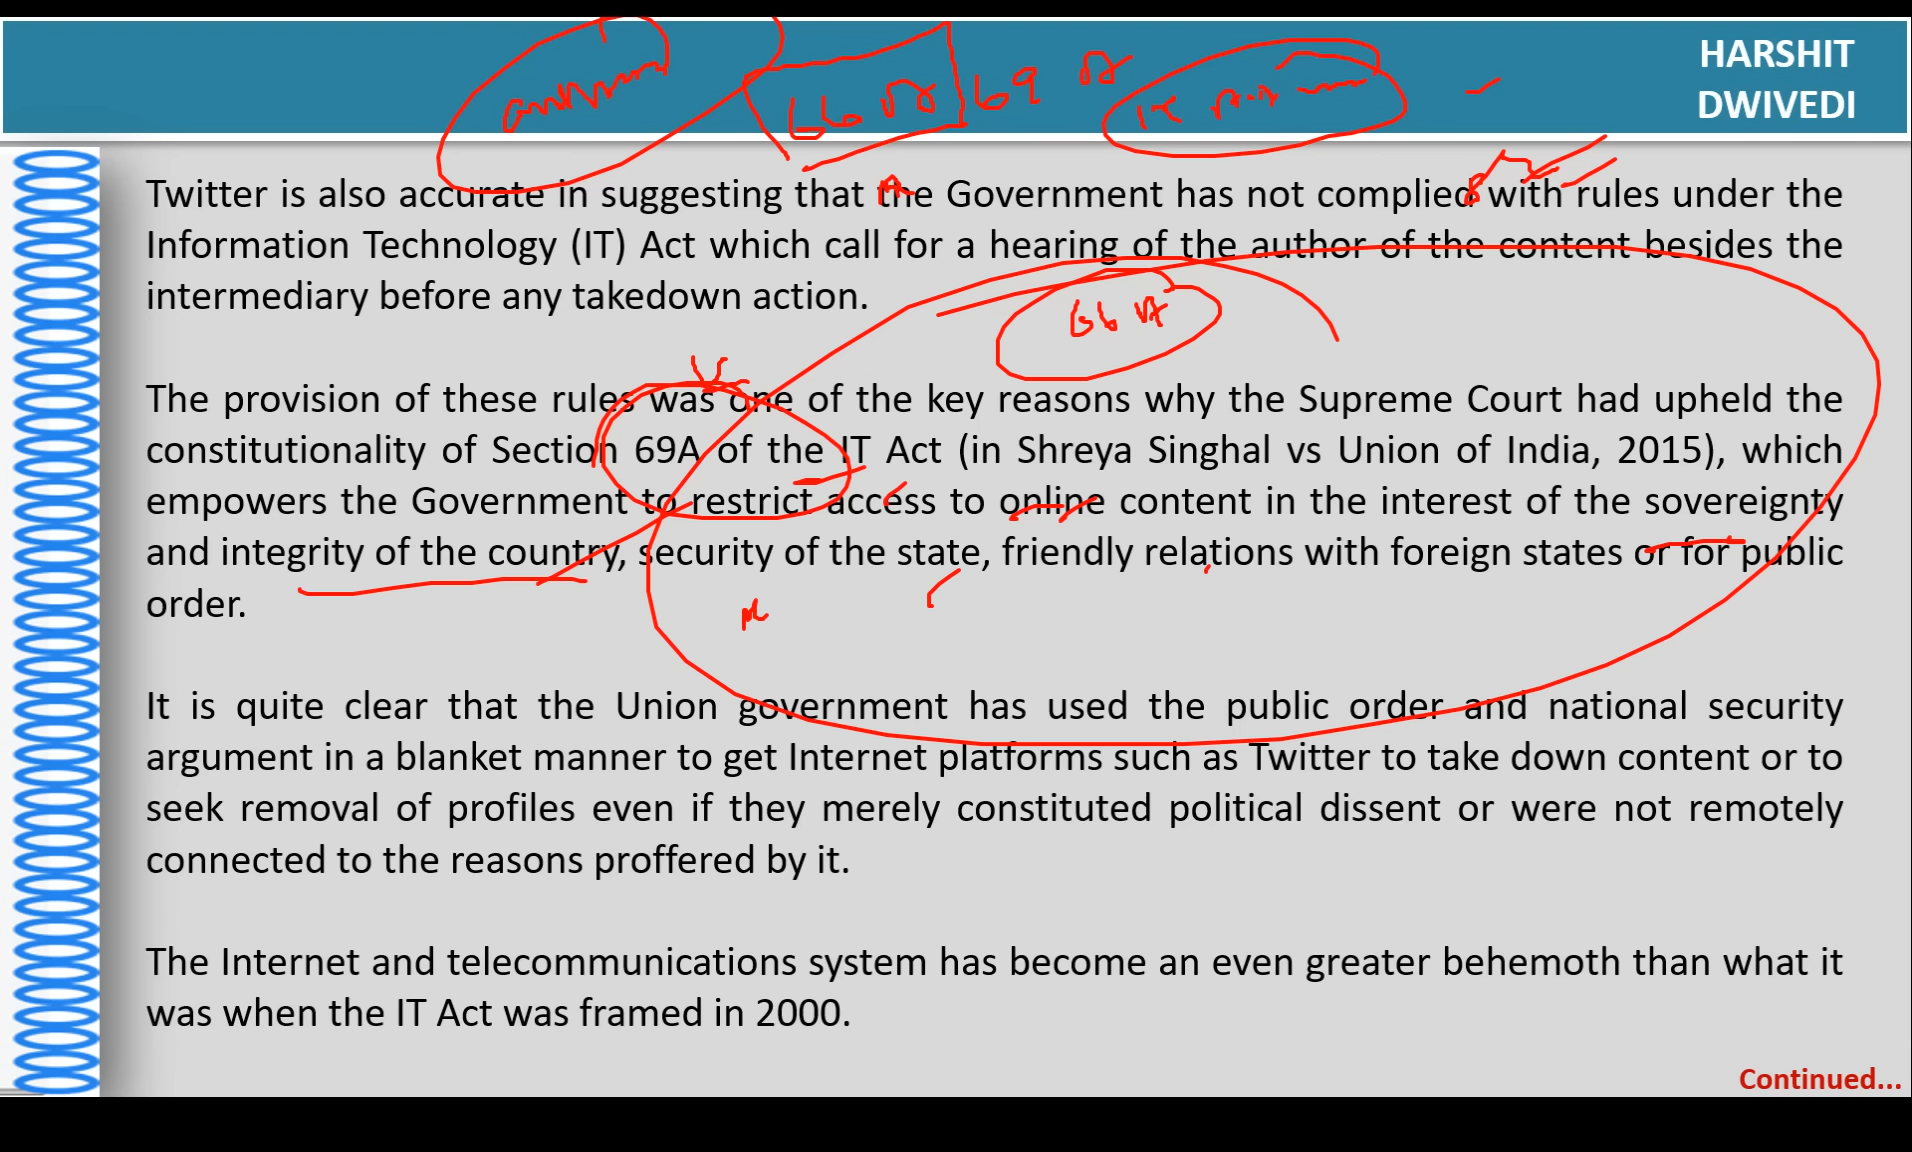 HARSHIT
DWIVEDI
66 69
Twitter is also accurate in suggesting that the Government has not complied with rules under the
Information Technology (IT) Act which call for a hearing of the author of the content besides the
intermediary before any takedown action.
66
The provision of these rules was one of the key reasons why the Supreme Court had upheld the
constitutionality of Section 69A of the IT Act (in Shreya Singhal vs Union of India, 2015), which
empowers the Government to restrict access to online content in the interest of the sovereignty
and integrity of the country, security of the state, friendly relations with foreign states or for public
order.
It is quite clear that the Union government has used the public order and national security
argument in a blanket manner to get Internet platforms such as Twitter to take down content or to
seek removal of profiles even if they merely constituted political dissent or were not remotely
connected to the reasons proffered by it.
The Internet and telecommunications system has become an even greater behemoth than what it
was when the IT Act was framed in 2000.
Continued...